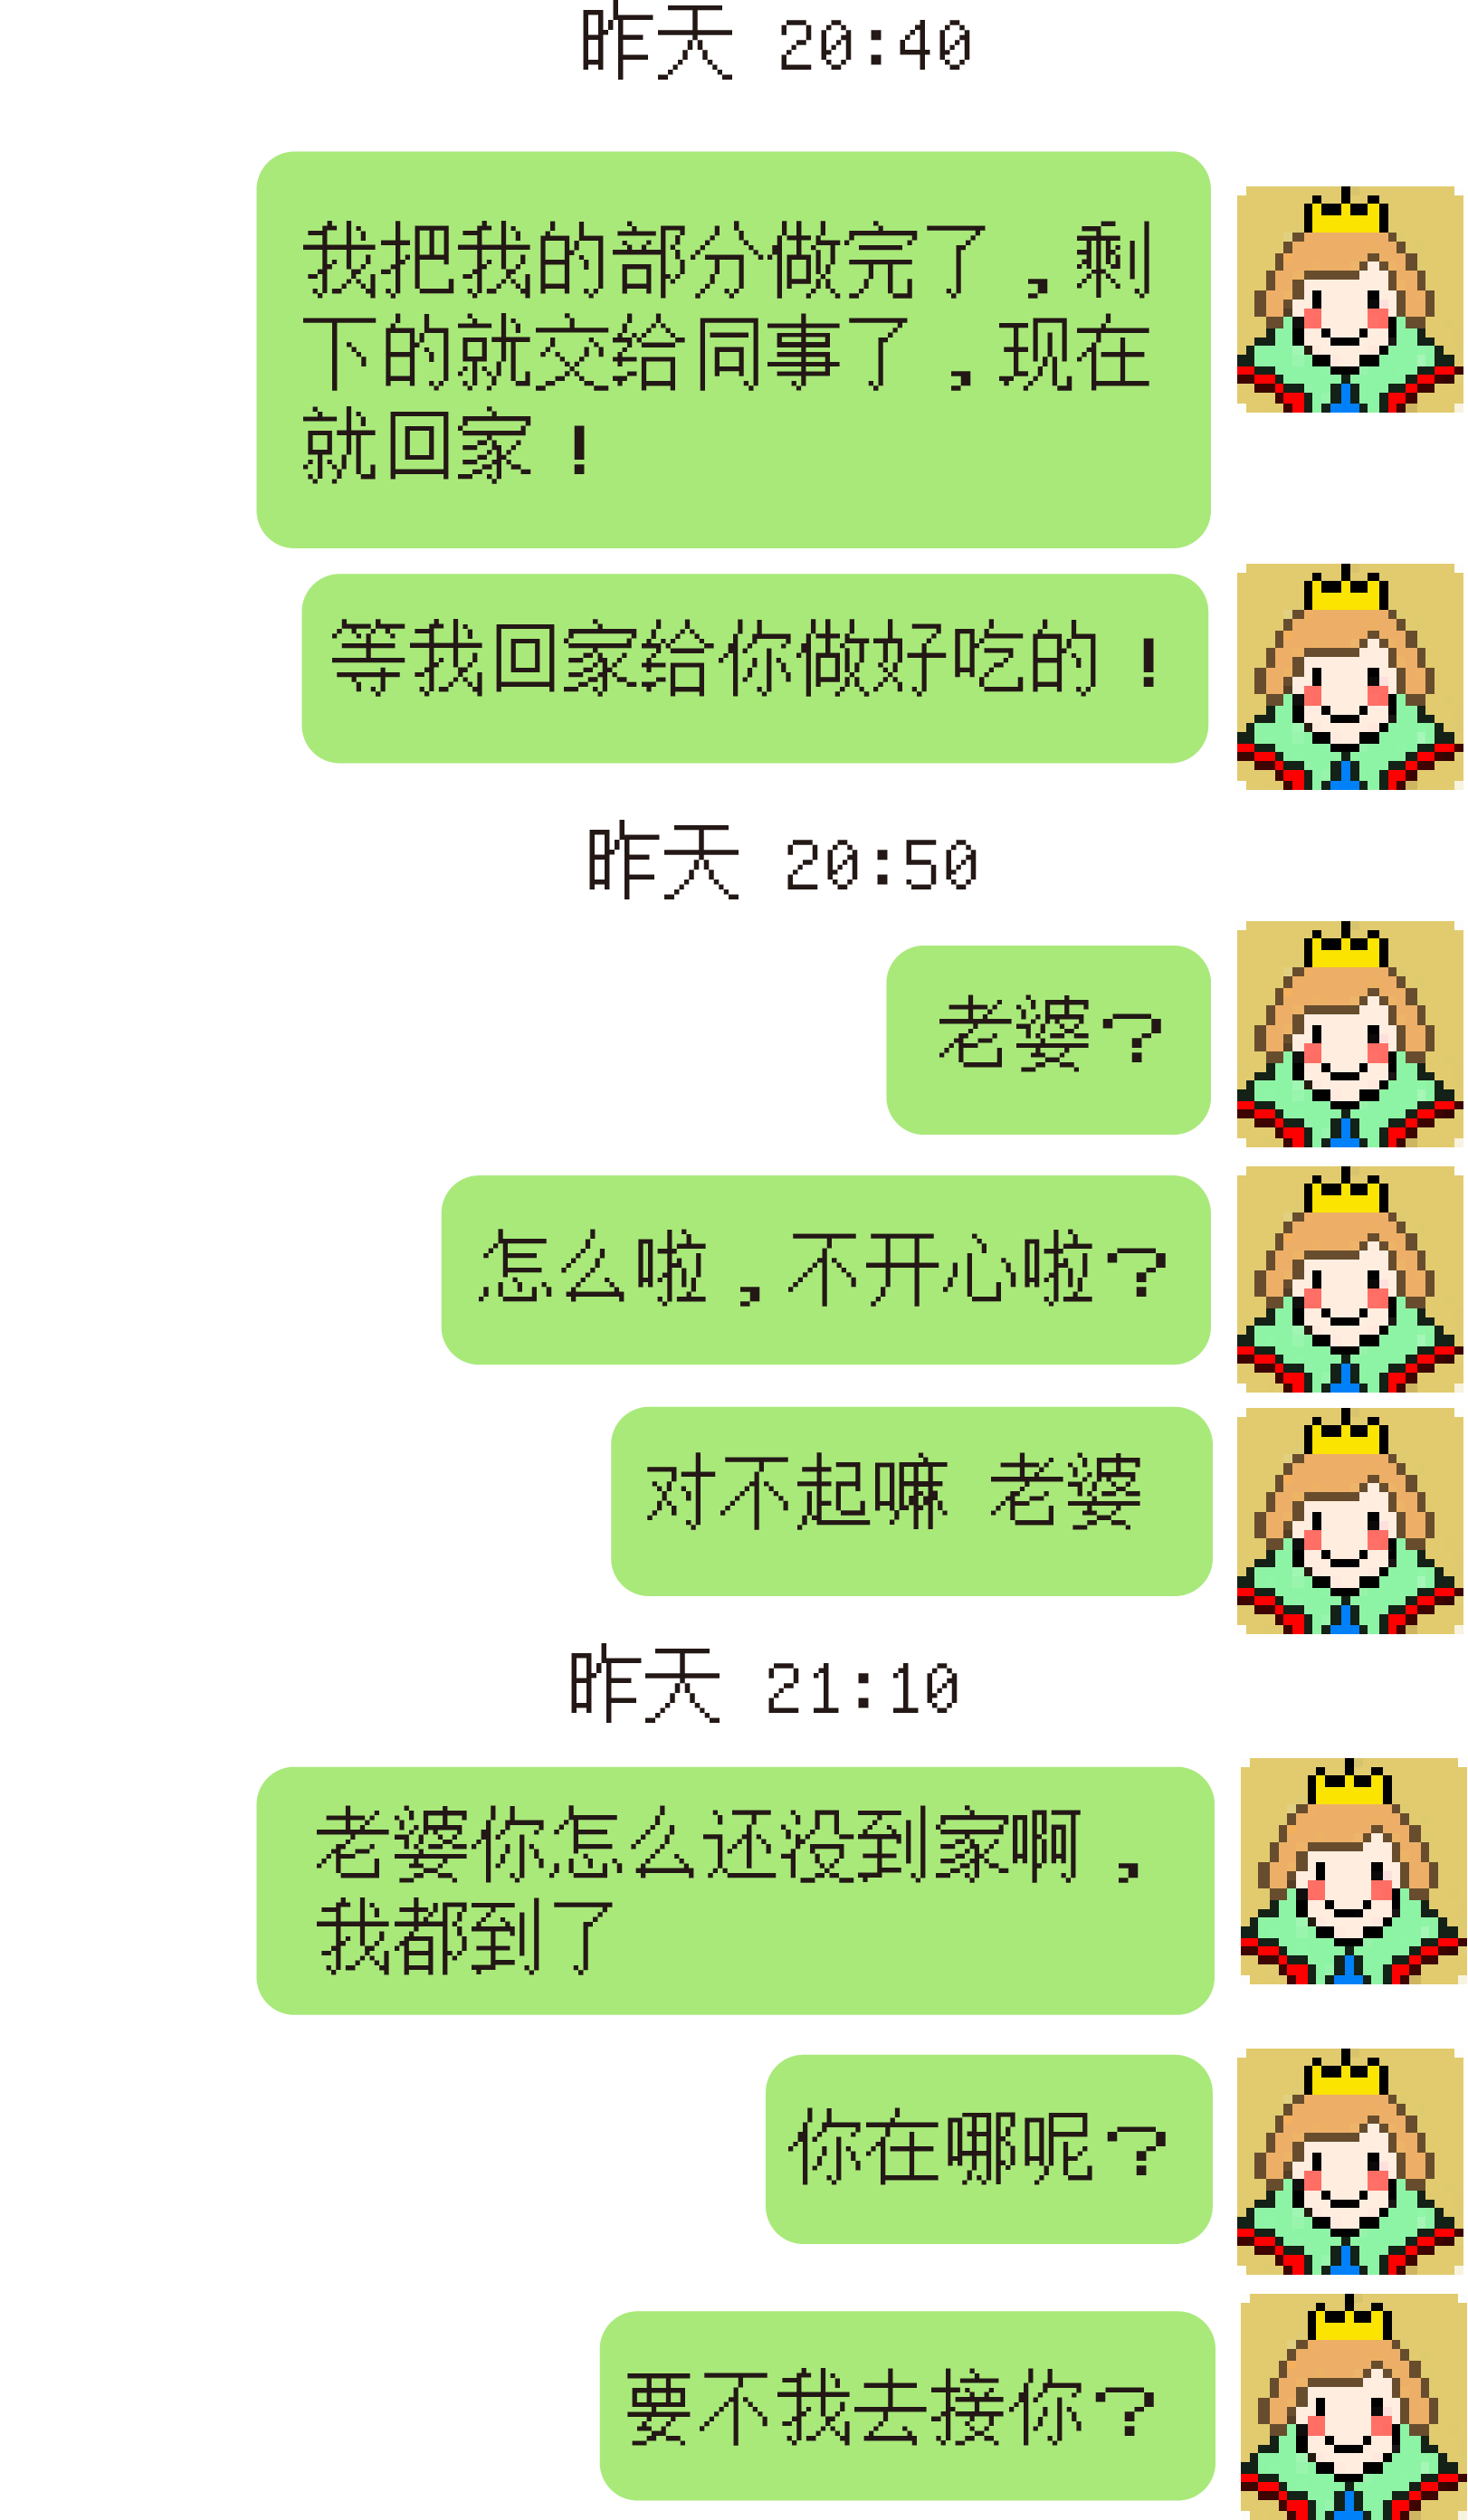 昨天 20:40
我把我的部分做完了，剩
下的就交给同事了，现在
就回家！
等我回家给你做好吃的！
昨天 20:50
老婆？
怎么啦，不开心啦？
对不起嘛 老婆
昨天 21:10
老婆你怎么还没到家啊，
我都到了
你在哪呢？
要不我去接你？